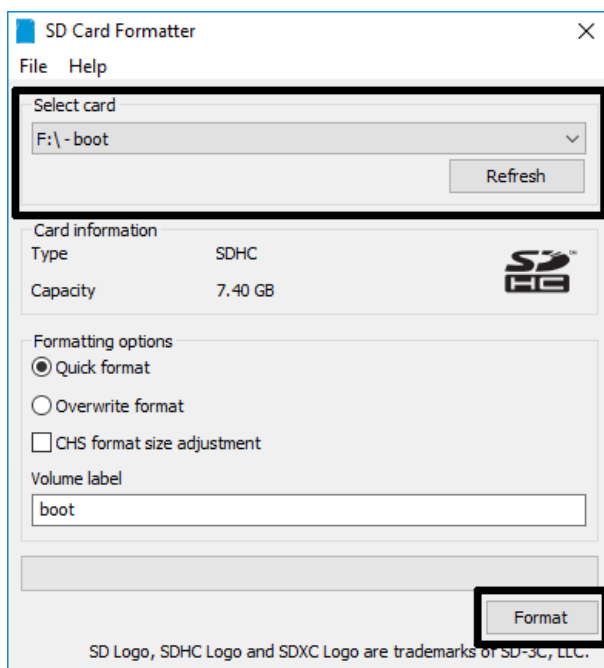 SD Card Formatter
File Help
Select card
F:\ - boot
Refresh
Card information
Type SDHC
SD™
HC
Capacity 7.40 GB
Formatting options
Quick format
Overwrite format
CHS format size adjustment
Volume label
boot
Format
SD Logo, SDHC Logo and SDXC Logo are trademarks of SD-3C, LLC.